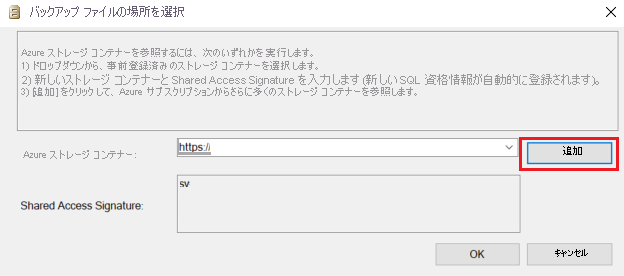 バックアップ ファイルの場所を選択
Azure ストレージ コンテナーを参照するには、次のいずれかを実行します。
1) ドロップダウンから、事前登録済みのストレージ コンテナーを選択します。
2) 新しいストレージ コンテナーと Shared Access Signature を入力します (新しい SQL 資格情報が自動的に登録されます)。
3) [追加] をクリックして、Azure サブスクリプションからさらに多くのストレージ コンテナーを参照します。
Azure ストレージ コンテナー:
https://
追加
Shared Access Signature:
sv
OK
キャンセル